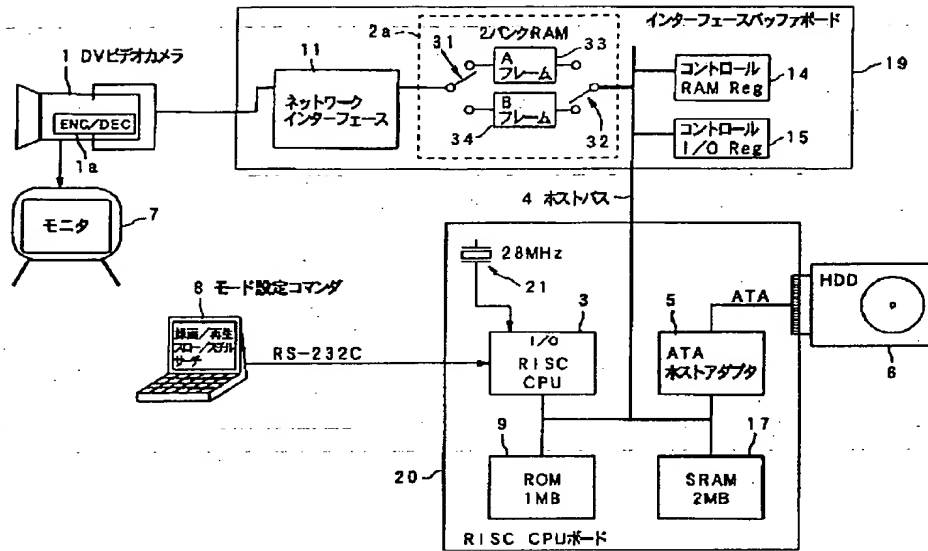 インターフェースバッファボード
2a
2バンクRAM
1 DVビデオカメラ
11
31
33
A
フレーム
コントロール
RAM Reg
14
19
ネットワーク
インターフェース
B
フレーム
34
32
コントロール
I/O Reg
15
ENG/DEC
1a
4 ホストバス
モニタ
7
28MHz
21
HDD
8 モード設定コマンダ
3
5
ATA
録画/再生
スロー/スチル
サーチ
RS-232C
I/O
RISC
CPU
ATA
ホストアダプタ
6
9
17
20
ROM
1MB
SRAM
2MB
RISC CPUボード